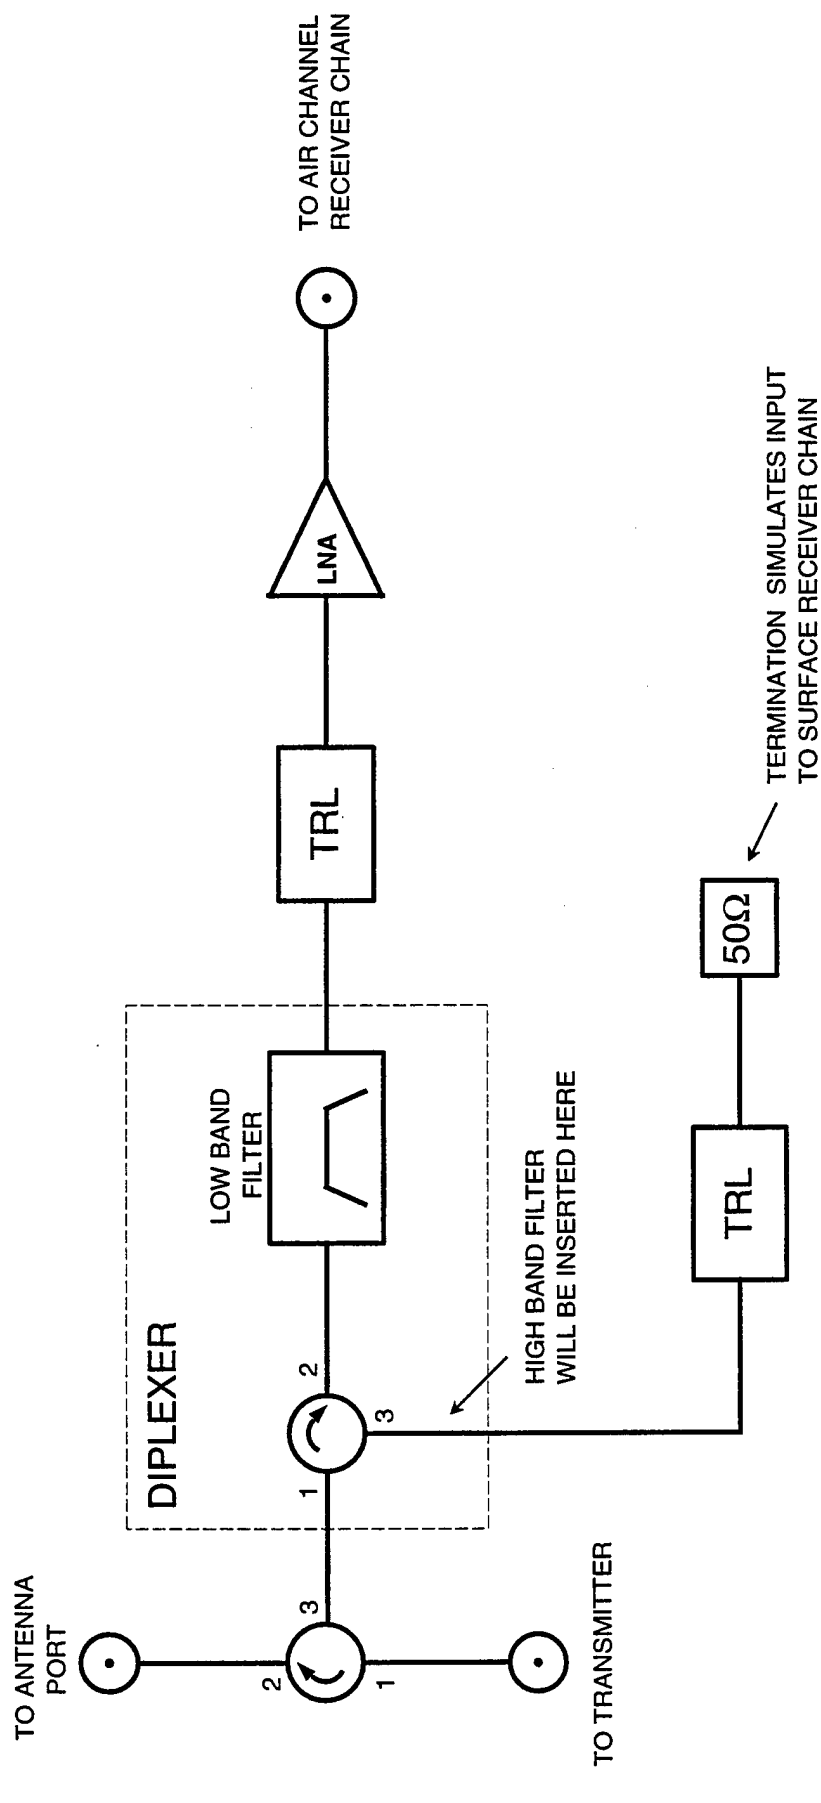 TO ANTENNA
PORT
2
1
3
TO TRANSMITTER
DIPLEXER
1
2
3
LOW BAND
FILTER
HIGH BAND FILTER
WILL BE INSERTED HERE
TRL
LNA
TO AIR CHANNEL
RECEIVER CHAIN
TRL
50Ω
TERMINATION SIMULATES INPUT
TO SURFACE RECEIVER CHAIN